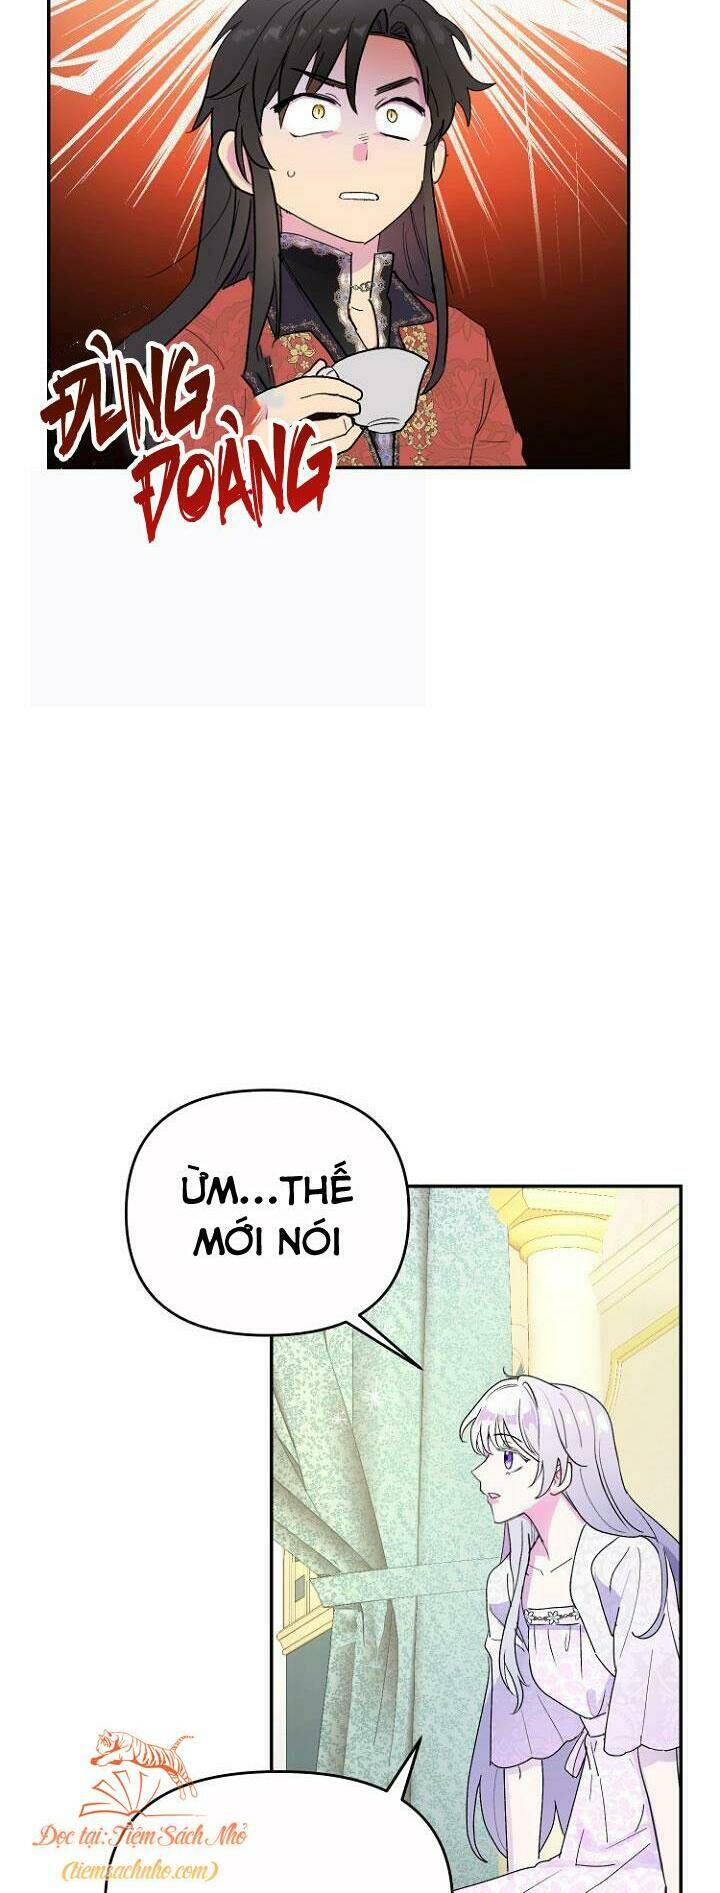 ĐÙNG
ĐOÀNG
ỪM...THẾ
MỚI NÓI
Đọc tại: Tiệm Sách Nhỏ
(tiemsachnho.com)